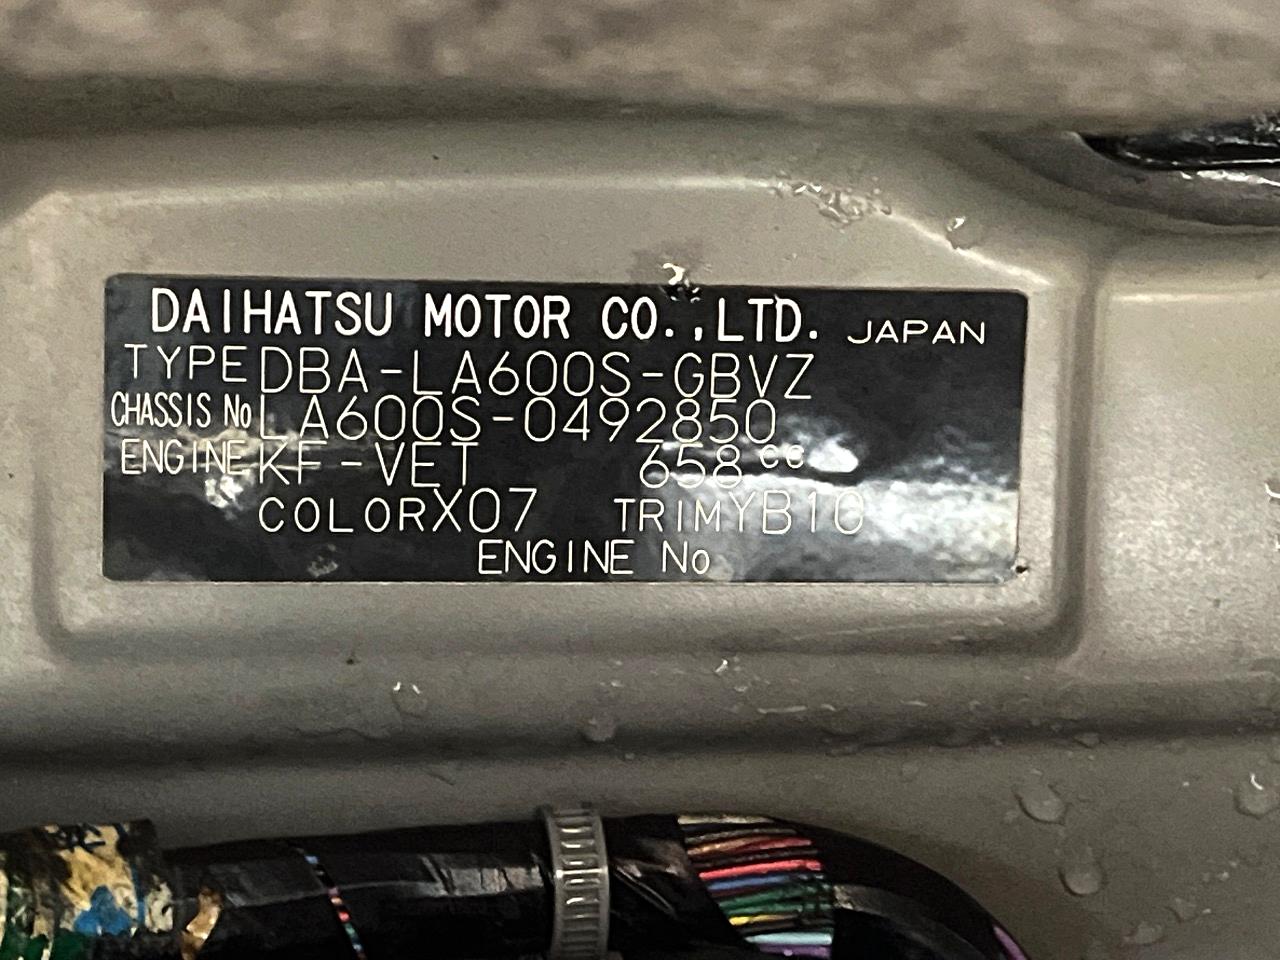 DAIHATSU MOTOR CO.,LTD. JAPAN
TYPE DBA-LA600S-GBVZ
CHASSIS No LA600S-0492850
ENGINE KF-VET 658cc
COLOR X07 TRIM YB10
ENGINE No